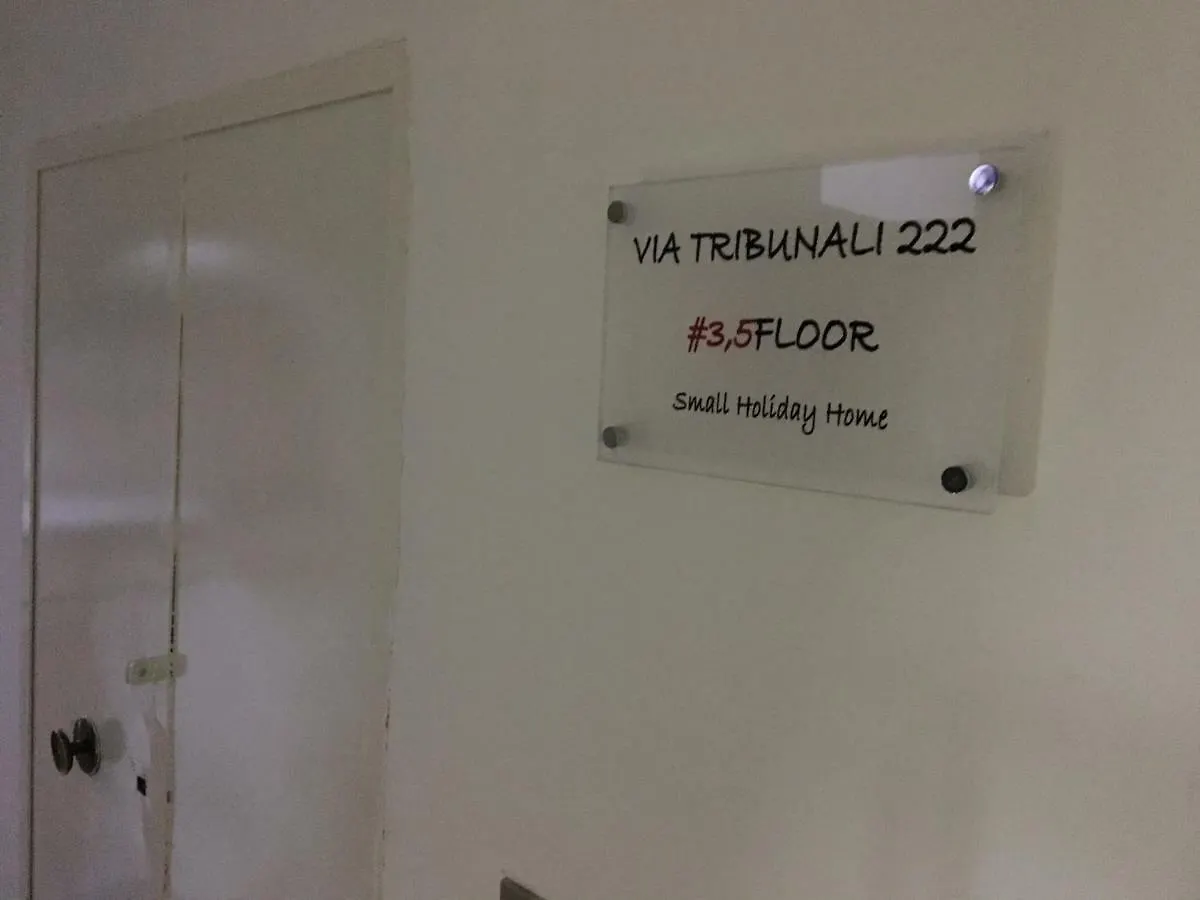 VIA TRIBUNALI 222
#3,5FLOOR
Small Holiday Home